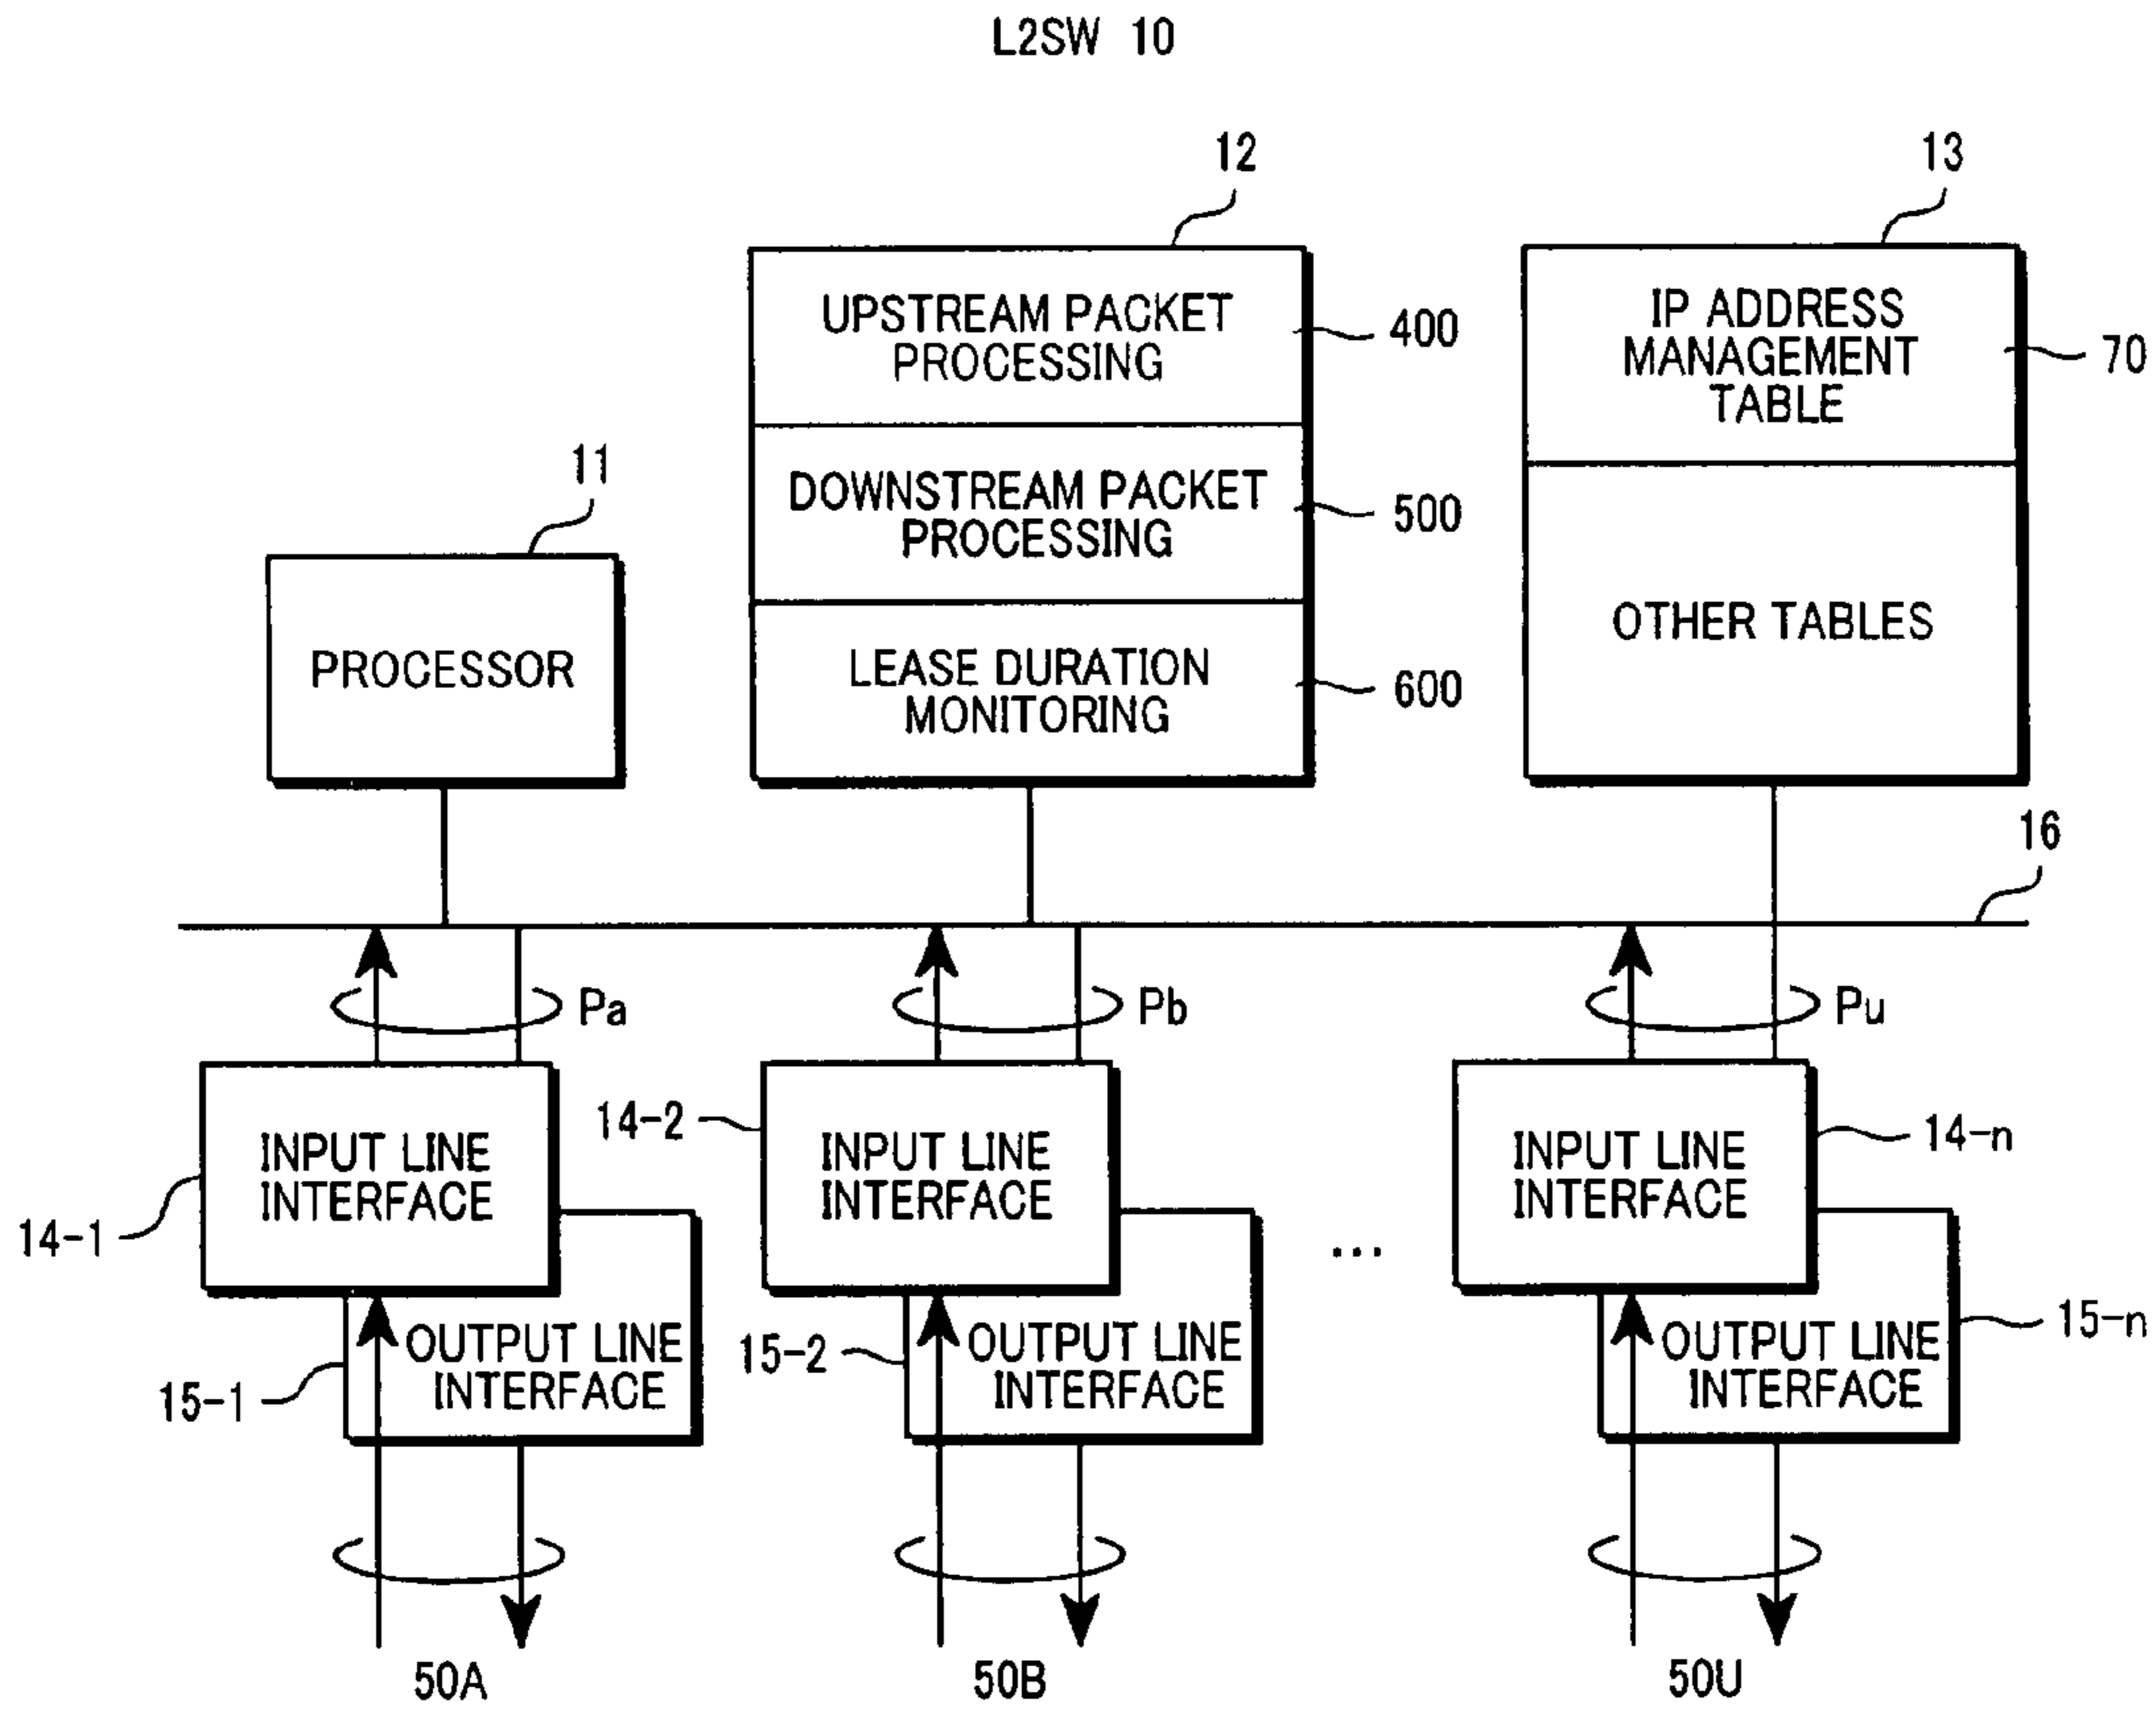 L2SW 10
12
13
UPSTREAM PACKET
PROCESSING
400
IP ADDRESS
MANAGEMENT
TABLE
70
11
DOWNSTREAM PACKET
PROCESSING
500
PROCESSOR
LEASE DURATION
MONITORING
600
OTHER TABLES
16
Pa
Pb
Pu
14-1
INPUT LINE
INTERFACE
14-2
INPUT LINE
INTERFACE
INPUT LINE
INTERFACE
14-n
...
15-1
OUTPUT LINE
INTERFACE
15-2
OUTPUT LINE
INTERFACE
OUTPUT LINE
INTERFACE
15-n
50A
50B
50U